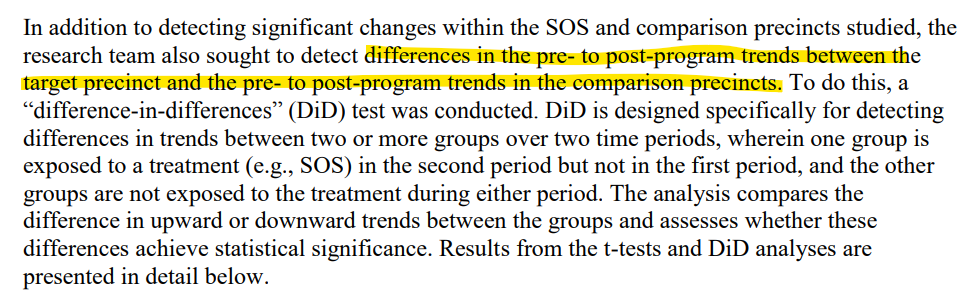 In addition to detecting significant changes within the SOS and comparison precincts studied, the
research team also sought to detect differences in the pre- to post-program trends between the
target precinct and the pre- to post-program trends in the comparison precincts. To do this, a
“difference-in-differences” (DiD) test was conducted. DiD is designed specifically for detecting
differences in trends between two or more groups over two time periods, wherein one group is
exposed to a treatment (e.g., SOS) in the second period but not in the first period, and the other
groups are not exposed to the treatment during either period. The analysis compares the
difference in upward or downward trends between the groups and assesses whether these
differences achieve statistical significance. Results from the t-tests and DiD analyses are
presented in detail below.